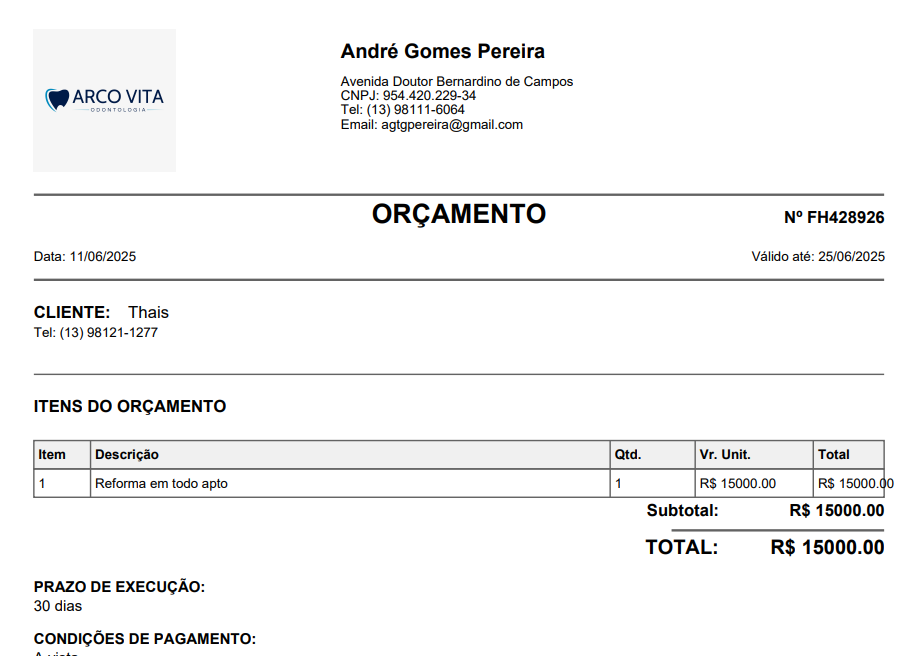 ARCO VITA
ODONTOLOGIA
André Gomes Pereira
Avenida Doutor Bernardino de Campos
CNPJ: 954.420.229-34
Tel: (13) 98111-6064
Email: agtgpereira@gmail.com
ORÇAMENTO
Nº FH428926
Data: 11/06/2025
Válido até: 25/06/2025
CLIENTE: Thais
Tel: (13) 98121-1277
ITENS DO ORÇAMENTO
Item Descrição Qtd. Vr. Unit. Total
1 Reforma em todo apto 1 R$ 15000.00 R$ 15000.00
Subtotal: R$ 15000.00
TOTAL: R$ 15000.00
PRAZO DE EXECUÇÃO:
30 dias
CONDIÇÕES DE PAGAMENTO: